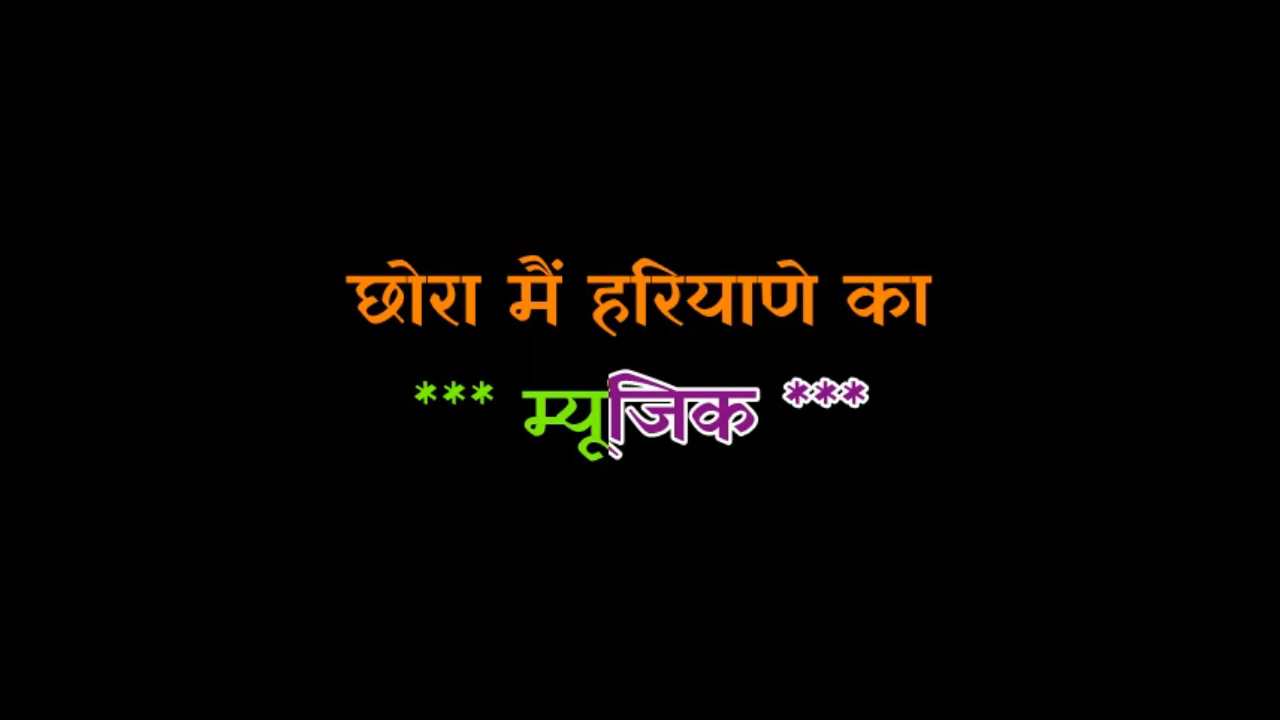 छोरा मैं हरियाणे का
*** म्यूजिक ***